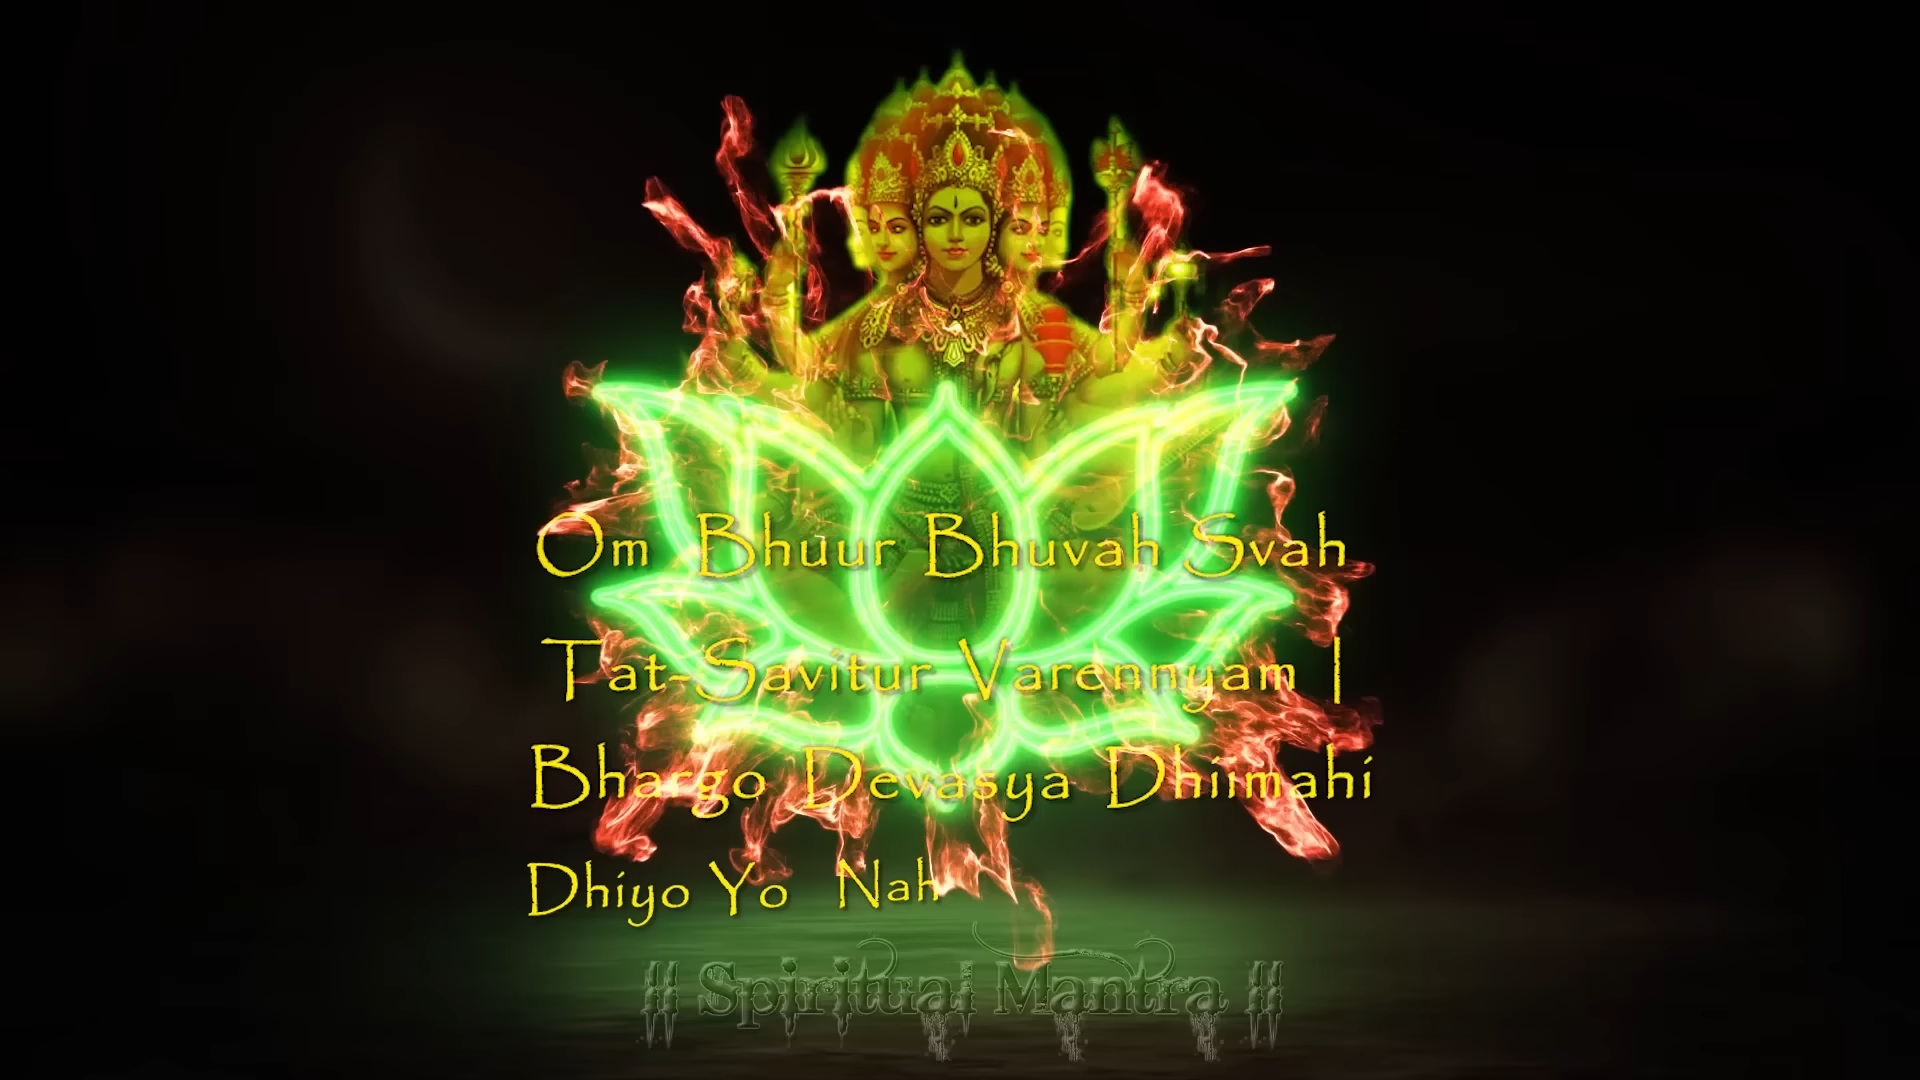 Om Bhuur Bhuvah Svah
Tat-Savitur Varennyam |
Bhargo Devasya Dhiimahi
Dhiyo Yo Nah
|| Spiritual Mantra ||